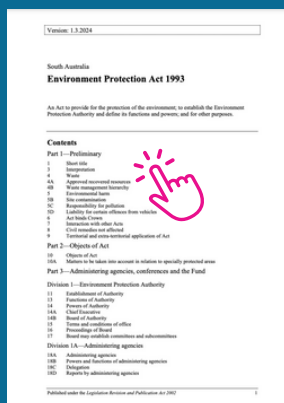 Version: 1.3.2024
South Australia
Environment Protection Act 1993
An Act to provide for the protection of the environment; to establish the Environment
Protection Authority and define its functions and powers; and for other purposes.
Contents
Part 1—Preliminary
1 Short title
3 Interpretation
4 Waste
4A Approved recovered resources
4B Waste management hierarchy
5 Environmental harm
5B Site contamination
5C Responsibility for pollution
5D Liability for certain offences from vehicles
6 Act binds Crown
7 Interaction with other Acts
8 Civil remedies not affected
9 Territorial and extra-territorial application of Act
Part 2—Objects of Act
10 Objects of Act
10A Matters to be taken into account in relation to specially protected areas
Part 3—Administering agencies, conferences and the Fund
Division 1—Environment Protection Authority
11 Establishment of Authority
13 Functions of Authority
14 Powers of Authority
14A Chief Executive
14B Board of Authority
15 Terms and conditions of office
16 Proceedings of Board
17 Board may establish committees and subcommittees
Division 1A—Administering agencies
18A Administering agencies
18B Powers and functions of administering agencies
18C Delegation
18D Reports by administering agencies
Published under the Legislation Revision and Publication Act 2002 1